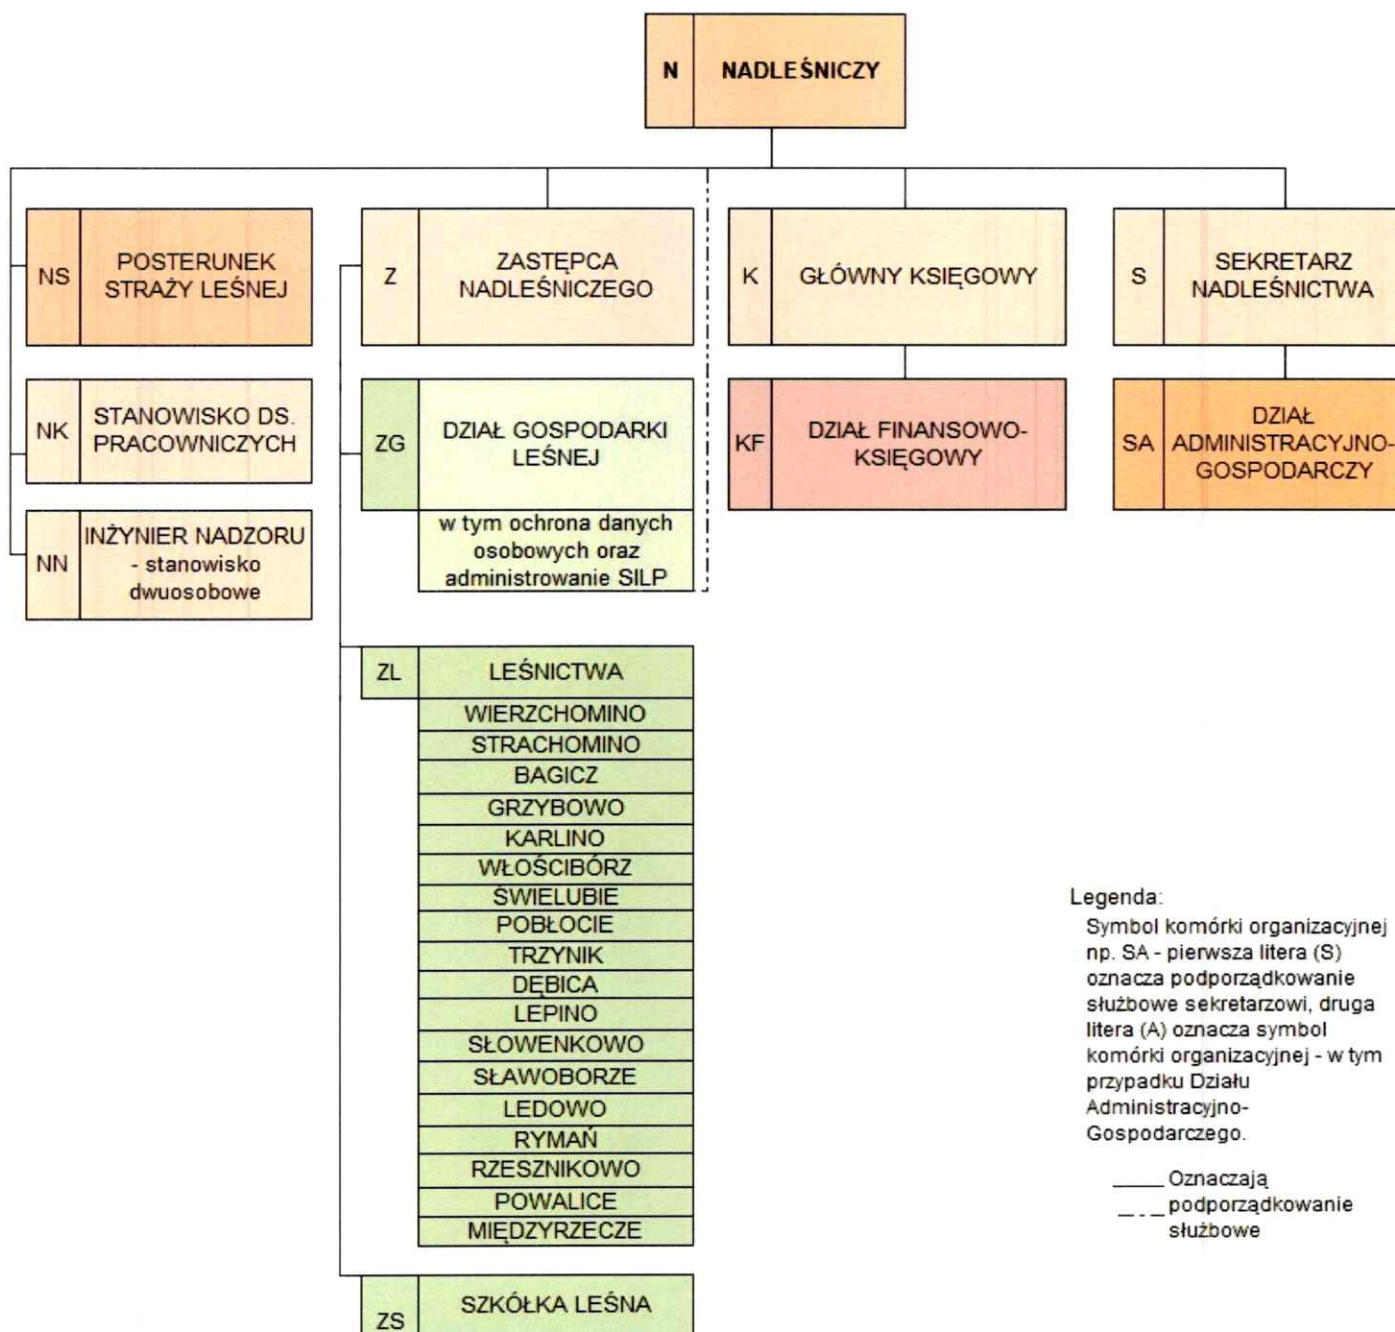 N NADLEŚNICZY
NS POSTERUNEK
STRAŻY LEŚNEJ
NK STANOWISKO DS.
PRACOWNICZYCH
NN INŻYNIER NADZORU
- stanowisko
dwuosobowe
Z ZASTĘPCA
NADLEŚNICZEGO
ZG DZIAŁ GOSPODARKI
LEŚNEJ
w tym ochrona danych
osobowych oraz
administrowanie SILP
ZL LEŚNICTWA
WIERZCHOMINO
STRACHOMINO
BAGICZ
GRZYBOWO
KARLINO
WŁOŚCIBÓRZ
ŚWIELUBIE
POBŁOCIE
TRZYNIK
DĘBICA
LEPINO
SŁOWENKOWO
SŁAWOBORZE
LEDOWO
RYMAŃ
RZESZNIKOWO
POWALICE
MIĘDZYRZECZE
ZS SZKÓŁKA LEŚNA
K GŁÓWNY KSIĘGOWY
KF DZIAŁ FINANSOWO-
KSIĘGOWY
S SEKRETARZ
NADLEŚNICTWA
SA DZIAŁ
ADMINISTRACYJNO-
GOSPODARCZY
Legenda:
Symbol komórki organizacyjnej
np. SA - pierwsza litera (S)
oznacza podporządkowanie
służbowe sekretarzowi, druga
litera (A) oznacza symbol
komórki organizacyjnej - w tym
przypadku Działu
Administracyjno-
Gospodarczego.
Oznaczają
podporządkowanie
służbowe